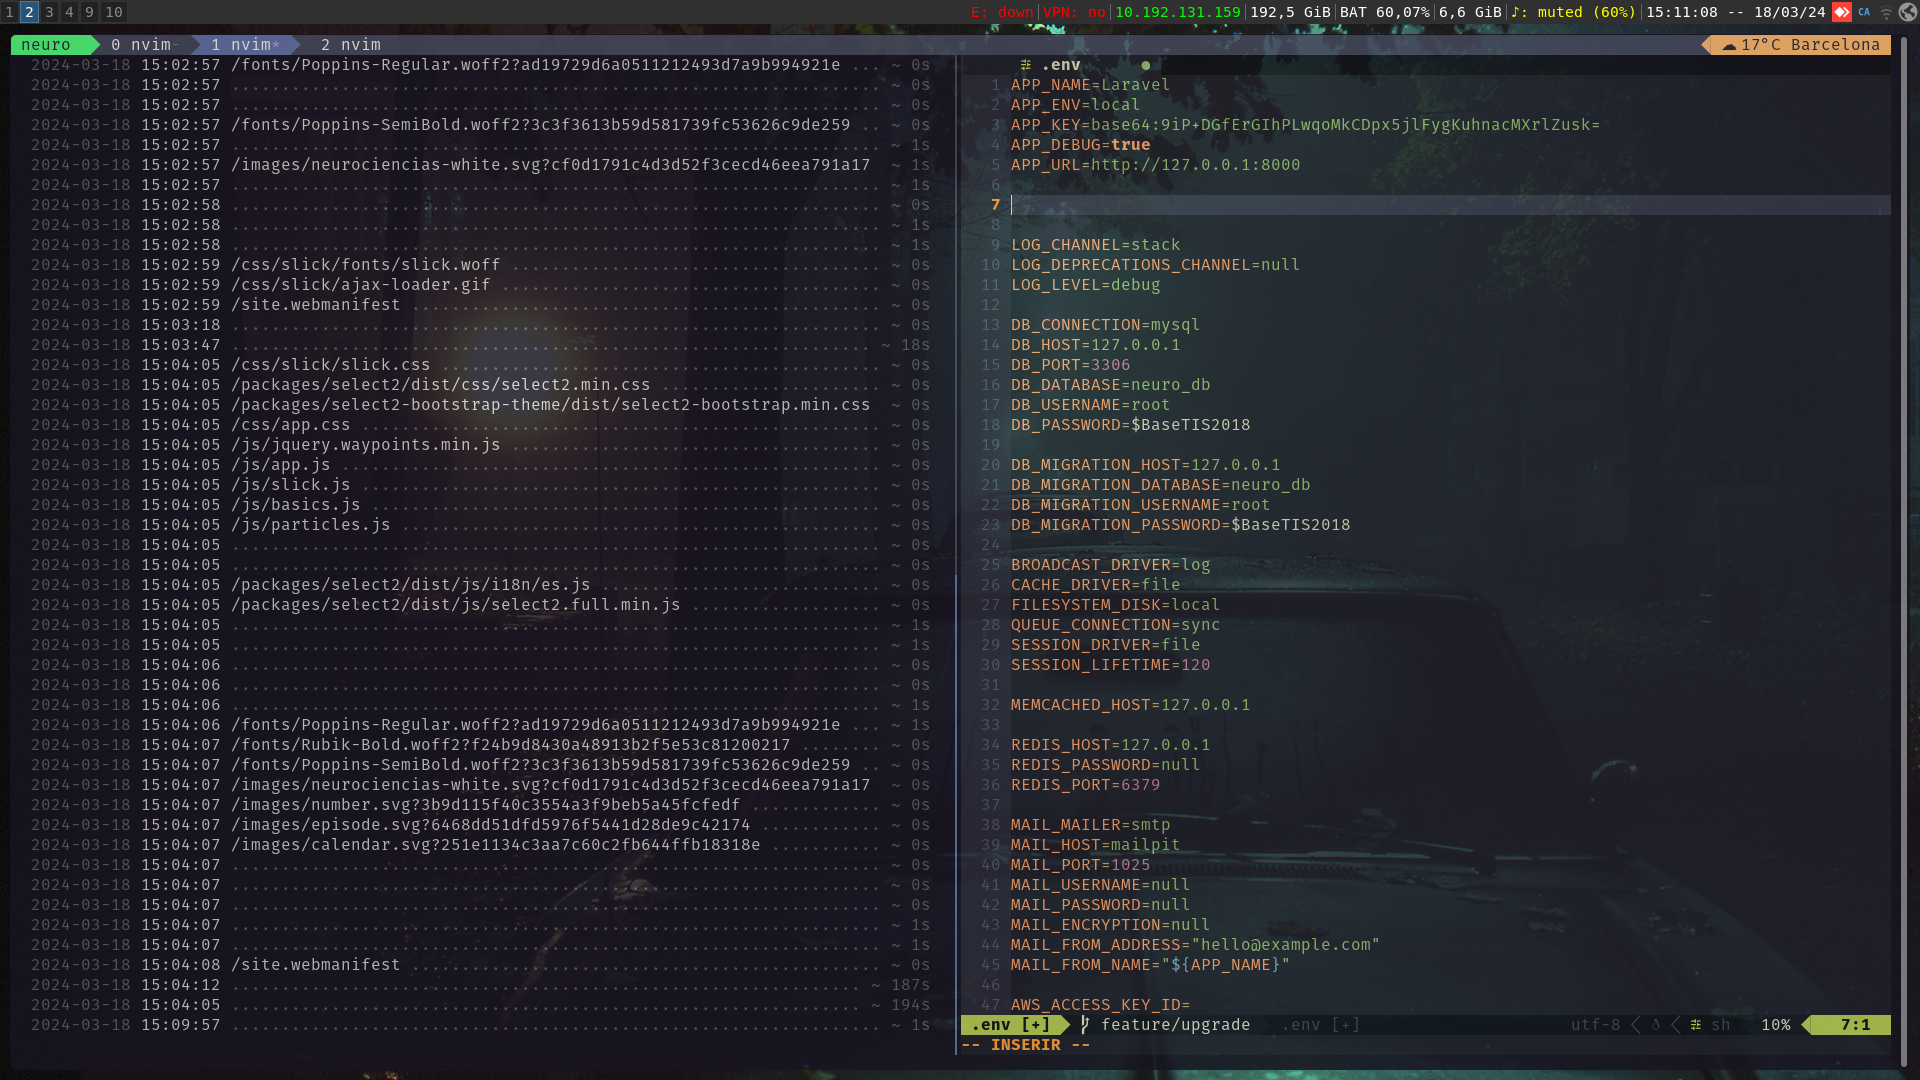 1 2 3 4 9 10
E: down|VPN: no|10.192.131.159|192,5 GiB|BAT 60,07%|6,6 GiB|♪: muted (60%)|15:11:08 -- 18/03/24 CA
neuro 0 nvim- 1 nvim* 2 nvim
☁ 17°C Barcelona
2024-03-18 15:02:57 /fonts/Poppins-Regular.woff2?ad19729d6a0511212493d7a9b994921e ... ~ 0s
2024-03-18 15:02:57 ................................................................. ~ 0s
2024-03-18 15:02:57 ................................................................. ~ 0s
2024-03-18 15:02:57 /fonts/Poppins-SemiBold.woff2?3c3f3613b59d581739fc53626c9de259 .. ~ 0s
2024-03-18 15:02:57 ................................................................. ~ 1s
2024-03-18 15:02:57 /images/neurociencias-white.svg?cf0d1791c4d3d52f3cecd46eea791a17 ~ 1s
2024-03-18 15:02:57 ................................................................. ~ 1s
2024-03-18 15:02:58 ................................................................. ~ 0s
2024-03-18 15:02:58 ................................................................. ~ 1s
2024-03-18 15:02:58 ................................................................. ~ 1s
2024-03-18 15:02:59 /css/slick/fonts/slick.woff ..................................... ~ 0s
2024-03-18 15:02:59 /css/slick/ajax-loader.gif ...................................... ~ 0s
2024-03-18 15:02:59 /site.webmanifest ............................................... ~ 0s
2024-03-18 15:03:18 ................................................................. ~ 0s
2024-03-18 15:03:47 ................................................................ ~ 18s
2024-03-18 15:04:05 /css/slick/slick.css ............................................ ~ 0s
2024-03-18 15:04:05 /packages/select2/dist/css/select2.min.css ...................... ~ 0s
2024-03-18 15:04:05 /packages/select2-bootstrap-theme/dist/select2-bootstrap.min.css ~ 0s
2024-03-18 15:04:05 /css/app.css .................................................... ~ 0s
2024-03-18 15:04:05 /js/jquery.waypoints.min.js ..................................... ~ 0s
2024-03-18 15:04:05 /js/app.js ...................................................... ~ 0s
2024-03-18 15:04:05 /js/slick.js .................................................... ~ 0s
2024-03-18 15:04:05 /js/basics.js ................................................... ~ 0s
2024-03-18 15:04:05 /js/particles.js ................................................ ~ 0s
2024-03-18 15:04:05 ................................................................. ~ 0s
2024-03-18 15:04:05 ................................................................. ~ 0s
2024-03-18 15:04:05 /packages/select2/dist/js/i18n/es.js ............................ ~ 0s
2024-03-18 15:04:05 /packages/select2/dist/js/select2.full.min.js ................... ~ 0s
2024-03-18 15:04:05 ................................................................. ~ 1s
2024-03-18 15:04:05 ................................................................. ~ 1s
2024-03-18 15:04:06 ................................................................. ~ 0s
2024-03-18 15:04:06 ................................................................. ~ 0s
2024-03-18 15:04:06 ................................................................. ~ 1s
2024-03-18 15:04:06 /fonts/Poppins-Regular.woff2?ad19729d6a0511212493d7a9b994921e ... ~ 1s
2024-03-18 15:04:07 /fonts/Rubik-Bold.woff2?f24b9d8430a48913b2f5e53c81200217 ........ ~ 0s
2024-03-18 15:04:07 /fonts/Poppins-SemiBold.woff2?3c3f3613b59d581739fc53626c9de259 .. ~ 0s
2024-03-18 15:04:07 /images/neurociencias-white.svg?cf0d1791c4d3d52f3cecd46eea791a17 ~ 0s
2024-03-18 15:04:07 /images/number.svg?3b9d115f40c3554a3f9beb5a45fcfedf ............. ~ 0s
2024-03-18 15:04:07 /images/episode.svg?6468dd51dfd5976f5441d28de9c42174 ............ ~ 0s
2024-03-18 15:04:07 /images/calendar.svg?251e1134c3aa7c60c2fb644ffb18318e ........... ~ 0s
2024-03-18 15:04:07 ................................................................. ~ 0s
2024-03-18 15:04:07 ................................................................. ~ 0s
2024-03-18 15:04:07 ................................................................. ~ 0s
2024-03-18 15:04:07 ................................................................. ~ 1s
2024-03-18 15:04:07 ................................................................. ~ 1s
2024-03-18 15:04:08 /site.webmanifest ............................................... ~ 0s
2024-03-18 15:04:12 ............................................................... ~ 187s
2024-03-18 15:04:05 ............................................................... ~ 194s
2024-03-18 15:09:57 ................................................................. ~ 1s
.env ●
1 APP_NAME=Laravel
2 APP_ENV=local
3 APP_KEY=base64:9iP+DGfErGIhPLwqoMkCDpx5jlFygKuhnacMXrlZusk=
4 APP_DEBUG=true
5 APP_URL=http://127.0.0.1:8000
6
7
8
9 LOG_CHANNEL=stack
10 LOG_DEPRECATIONS_CHANNEL=null
11 LOG_LEVEL=debug
12
13 DB_CONNECTION=mysql
14 DB_HOST=127.0.0.1
15 DB_PORT=3306
16 DB_DATABASE=neuro_db
17 DB_USERNAME=root
18 DB_PASSWORD=$BaseTIS2018
19
20 DB_MIGRATION_HOST=127.0.0.1
21 DB_MIGRATION_DATABASE=neuro_db
22 DB_MIGRATION_USERNAME=root
23 DB_MIGRATION_PASSWORD=$BaseTIS2018
24
25 BROADCAST_DRIVER=log
26 CACHE_DRIVER=file
27 FILESYSTEM_DISK=local
28 QUEUE_CONNECTION=sync
29 SESSION_DRIVER=file
30 SESSION_LIFETIME=120
31
32 MEMCACHED_HOST=127.0.0.1
33
34 REDIS_HOST=127.0.0.1
35 REDIS_PASSWORD=null
36 REDIS_PORT=6379
37
38 MAIL_MAILER=smtp
39 MAIL_HOST=mailpit
40 MAIL_PORT=1025
41 MAIL_USERNAME=null
42 MAIL_PASSWORD=null
43 MAIL_ENCRYPTION=null
44 MAIL_FROM_ADDRESS="hello@example.com"
45 MAIL_FROM_NAME="${APP_NAME}"
46
47 AWS_ACCESS_KEY_ID=
.env [+] feature/upgrade .env [+] utf-8 sh 10% 7:1
-- INSERIR --